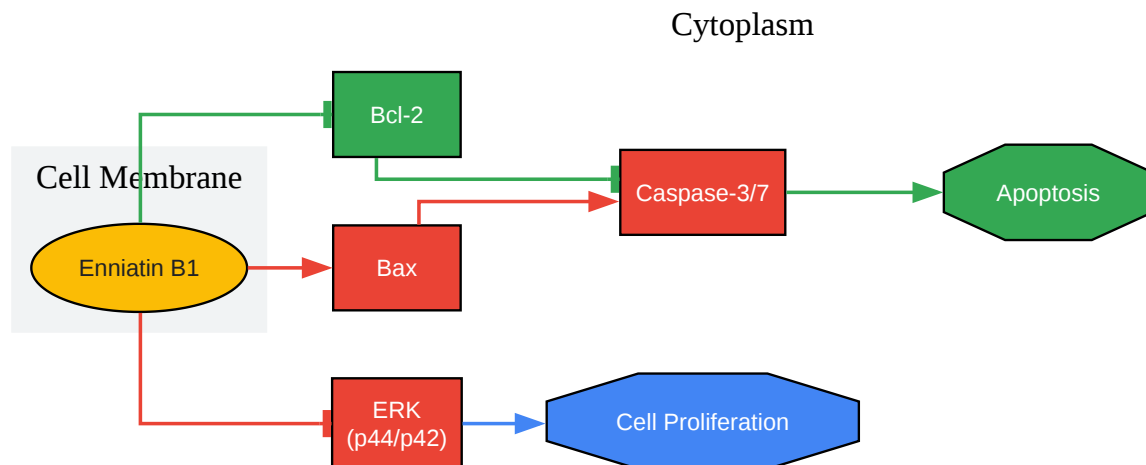 Cytoplasm
Bcl-2
Cell Membrane
Caspase-3/7
Apoptosis
Enniatin B1
Bax
ERK
(p44/p42)
Cell Proliferation